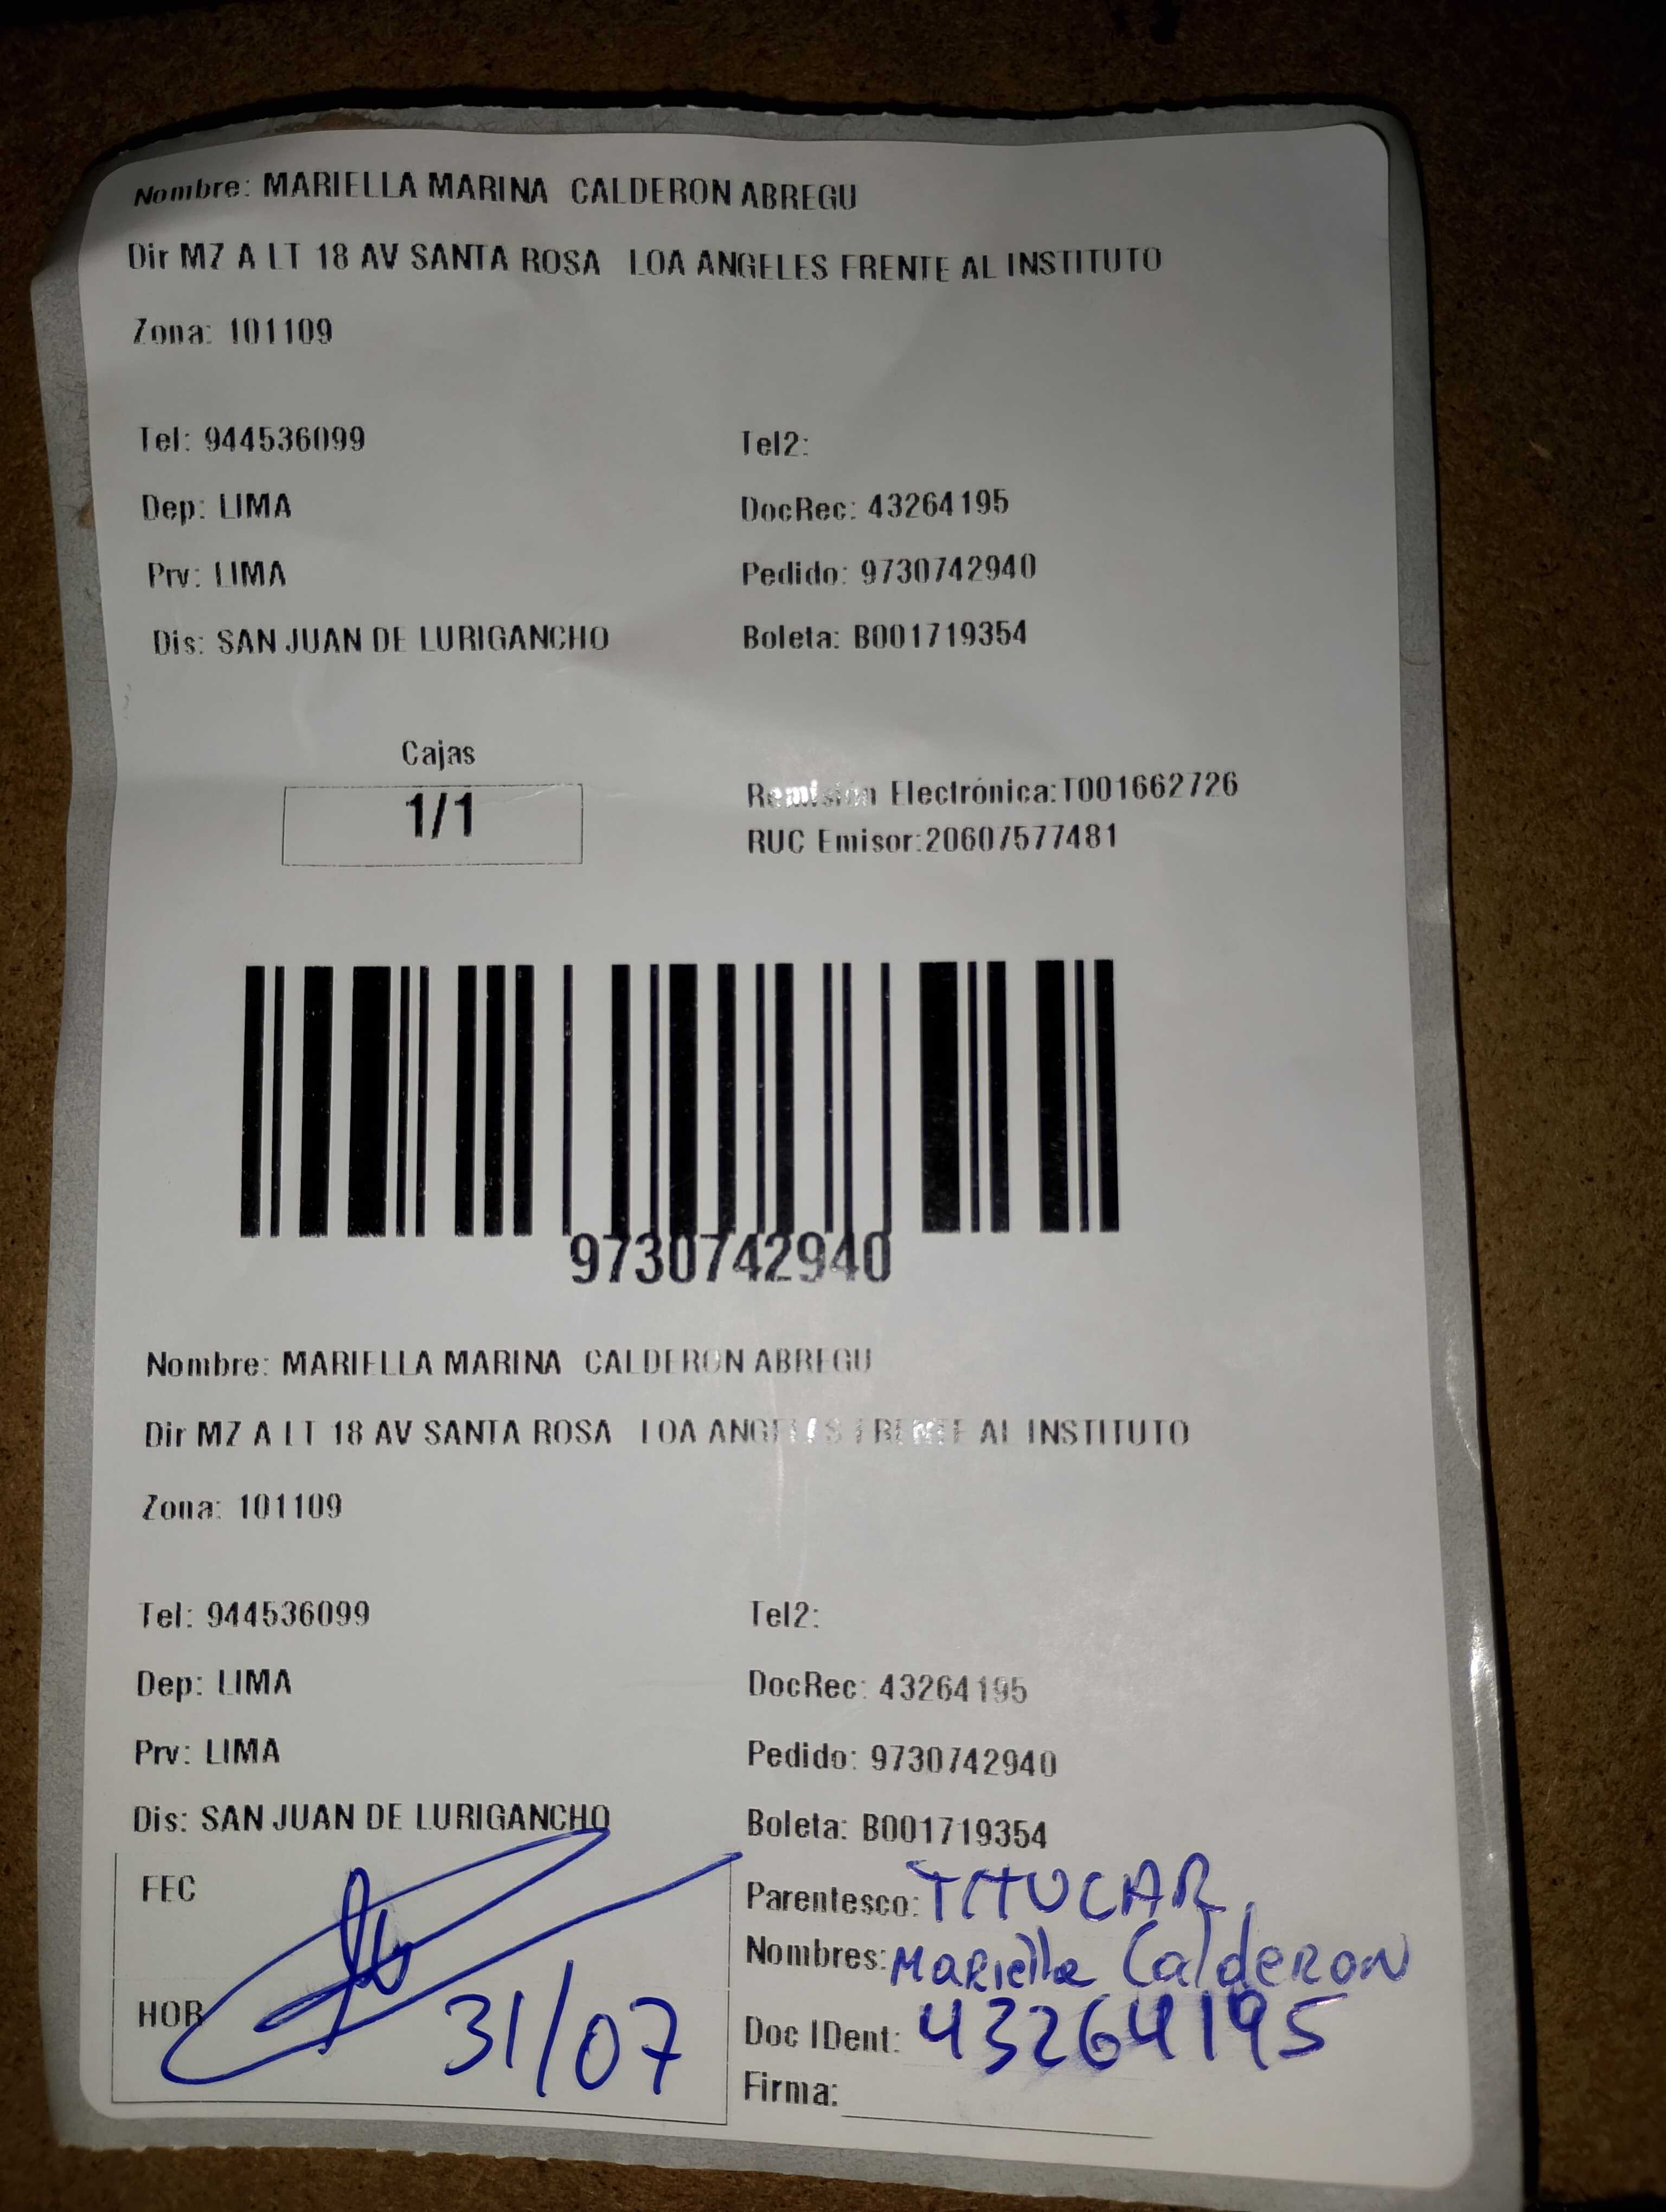 Nombre: MARIELLA MARINA CALDERON ABREGU
Dir MZ A LT 18 AV SANTA ROSA LOA ANGELES FRENTE AL INSTITUTO
Zona: 101109
Tel: 944536099 Tel2:
Dep: LIMA DocRec: 43264195
Prv: LIMA Pedido: 9730742940
Dis: SAN JUAN DE LURIGANCHO Boleta: B001719354
Cajas
1/1
Remisión Electrónica:T001662726
RUC Emisor:20607577481
9730742940
Nombre: MARIELLA MARINA CALDERON ABREGU
Dir MZ A LT 18 AV SANTA ROSA LOA ANGELES FRENTE AL INSTITUTO
Zona: 101109
Tel: 944536099 Tel2:
Dep: LIMA DocRec: 43264195
Prv: LIMA Pedido: 9730742940
Dis: SAN JUAN DE LURIGANCHO Boleta: B001719354
FEC
HOR 31/07
Parentesco:
Nombres: Mariella Calderon
Doc IDent: 43264195
Firma: